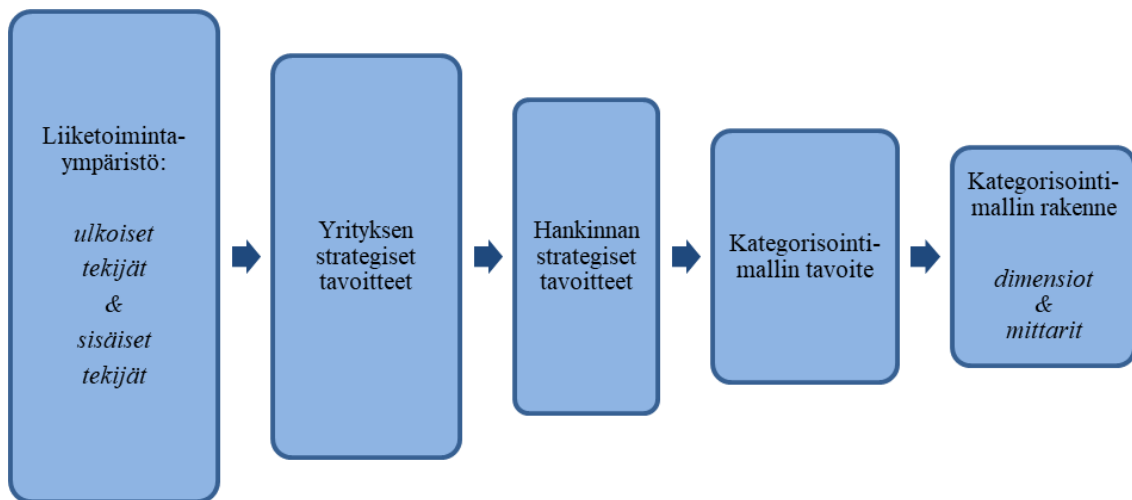 Liiketoiminta-
ympäristö:
ulkoiset
tekijät
&
sisäiset
tekijät
Yrityksen
strategiset
tavoitteet
Hankinnan
strategiset
tavoitteet
Kategorisointi-
mallin tavoite
Kategorisointi-
mallin rakenne
dimensiot
&
mittarit